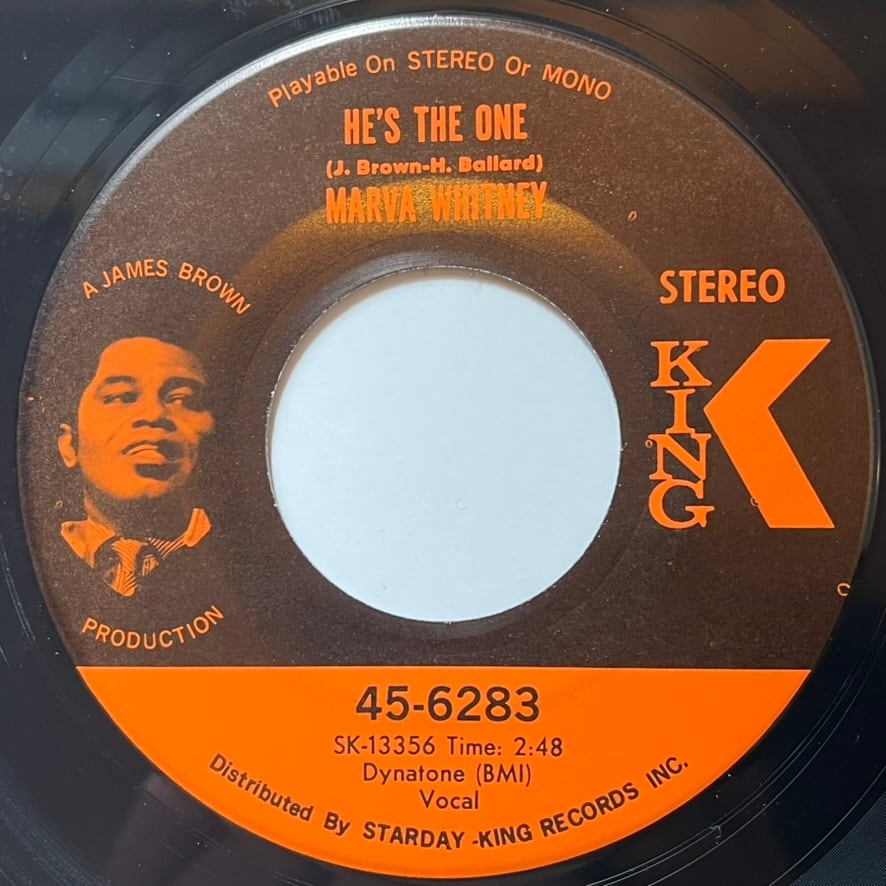 Playable On STEREO Or MONO
HE'S THE ONE
(J. Brown-H. Ballard)
MARVA WHITNEY
A JAMES BROWN
PRODUCTION
STEREO
KING
K
45-6283
SK-13356 Time: 2:48
Dynatone (BMI)
Vocal
Distributed By STARDAY-KING RECORDS INC.